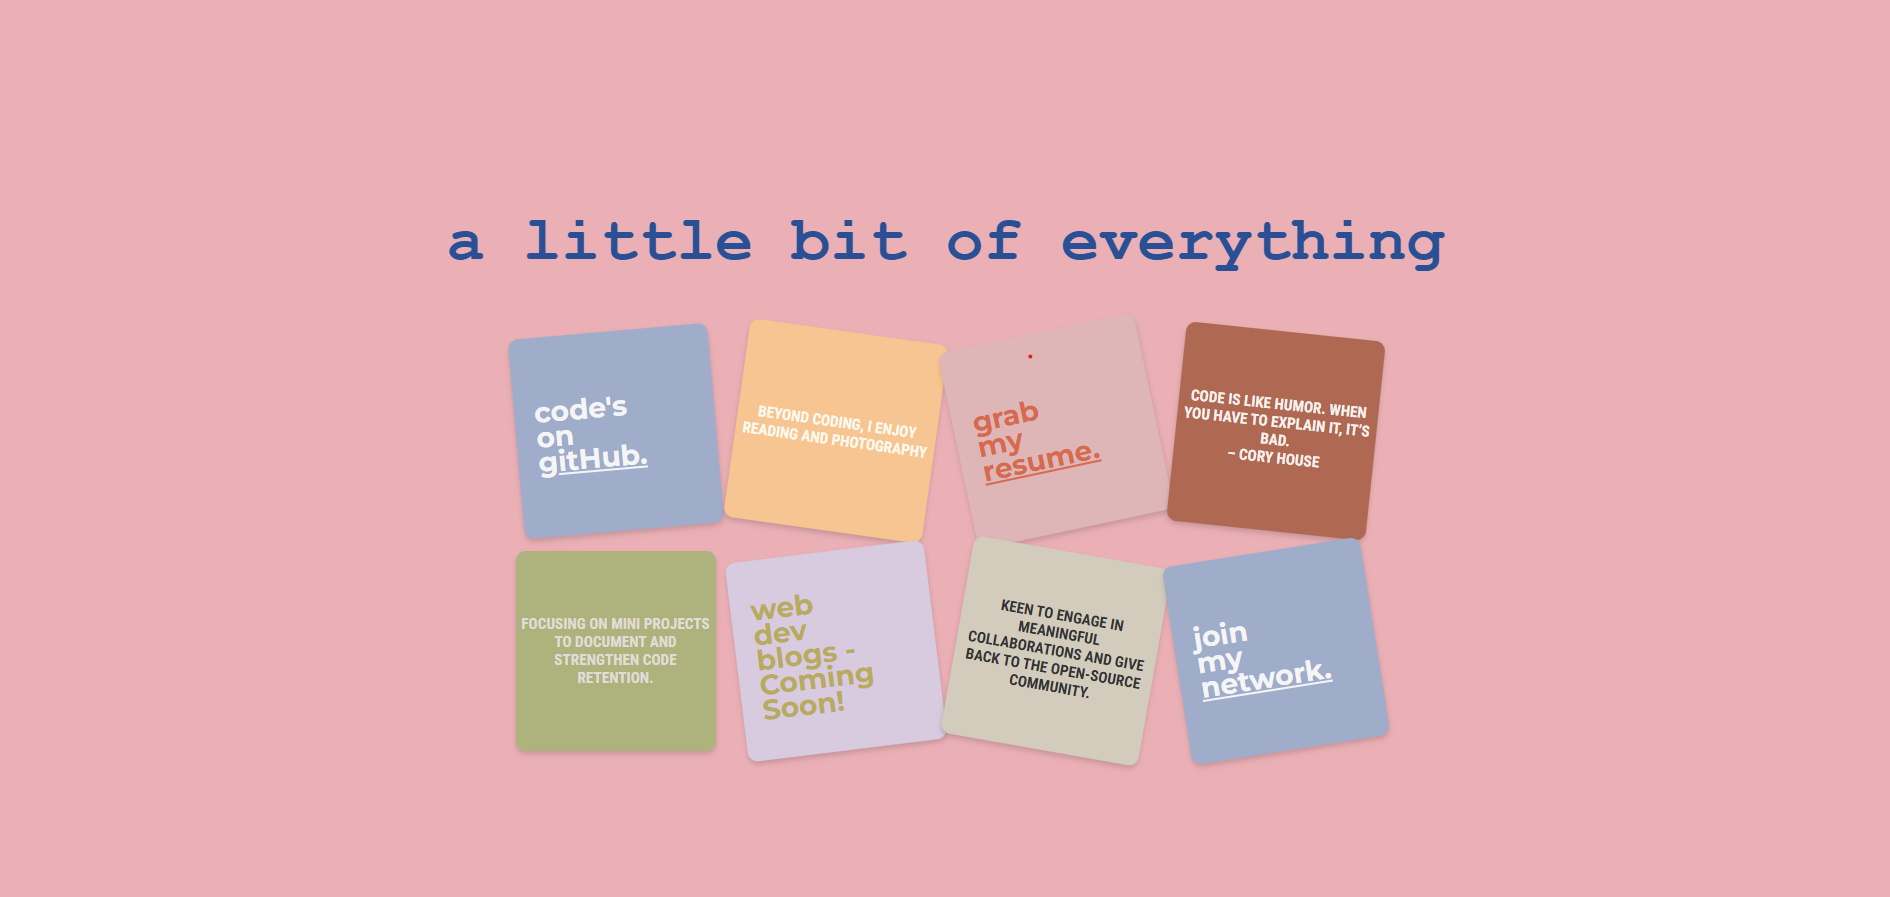 a little bit of everything
code's
on
gitHub.
BEYOND CODING, I ENJOY
READING AND PHOTOGRAPHY
grab
my
resume.
CODE IS LIKE HUMOR. WHEN
YOU HAVE TO EXPLAIN IT, IT'S
BAD.
– CORY HOUSE
FOCUSING ON MINI PROJECTS
TO DOCUMENT AND
STRENGTHEN CODE
RETENTION.
web
dev
blogs -
Coming
Soon!
KEEN TO ENGAGE IN
MEANINGFUL
COLLABORATIONS AND GIVE
BACK TO THE OPEN-SOURCE
COMMUNITY.
join
my
network.